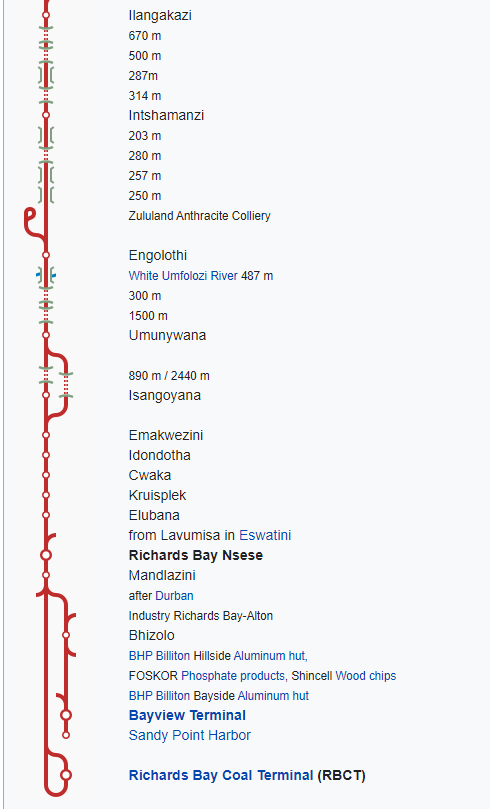 Ilangakazi
670 m
500 m
287m
314 m
Intshamanzi
203 m
280 m
257 m
250 m
Zululand Anthracite Colliery
Engolothi
White Umfolozi River 487 m
300 m
1500 m
Umunywana
890 m / 2440 m
Isangoyana
Emakwezini
Idondotha
Cwaka
Kruisplek
Elubana
from Lavumisa in Eswatini
Richards Bay Nsese
Mandlazini
after Durban
Industry Richards Bay-Alton
Bhizolo
BHP Billiton Hillside Aluminum hut,
FOSKOR Phosphate products, Shincell Wood chips
BHP Billiton Bayside Aluminum hut
Bayview Terminal
Sandy Point Harbor
Richards Bay Coal Terminal (RBCT)